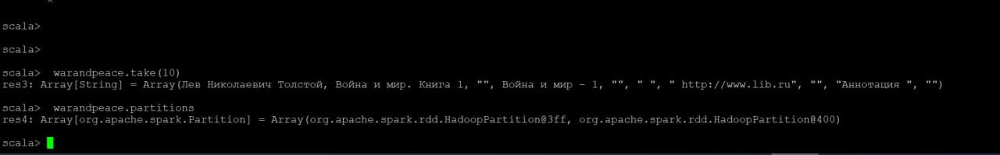 scala>
scala>
scala>  warandpeace.take(10)
res3: Array[String] = Array(Лев Николаевич Толстой, Война и мир. Книга 1, "", Война и мир - 1, "", " ", " http://www.lib.ru", "", "Аннотация ", "")
scala>  warandpeace.partitions
res4: Array[org.apache.spark.Partition] = Array(org.apache.spark.rdd.HadoopPartition@3ff, org.apache.spark.rdd.HadoopPartition@400)
scala>